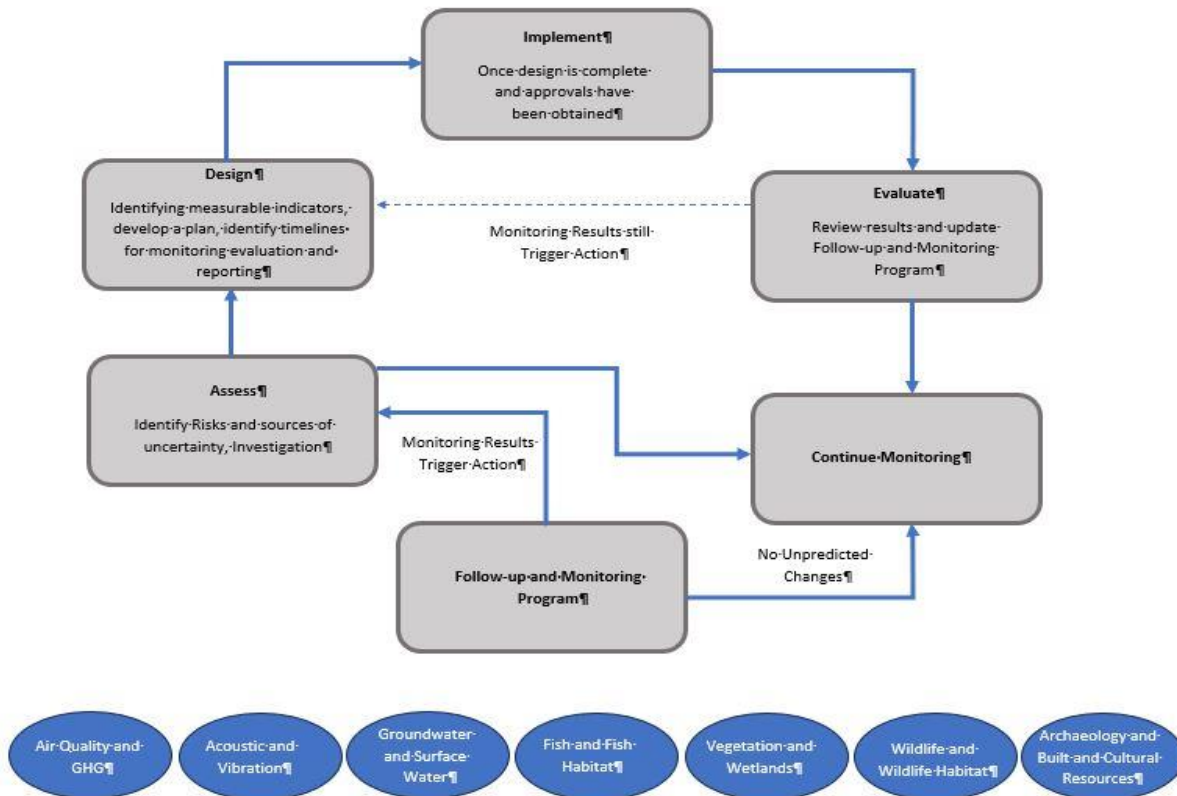 Implement¶
Once·design·is·complete·
and·approvals·have·
been·obtained¶
Design¶
Identifying·measurable·indicators,·
develop·a·plan,·identify·timelines·
for·monitoring·evaluation·and·
reporting¶
Monitoring·Results·still·
Trigger·Action¶
Evaluate¶
Review·results·and·update·
Follow-up·and·Monitoring·
Program¶
Assess¶
Identify·Risks·and·sources·of·
uncertainty,·Investigation¶
Monitoring·Results·
Trigger·Action¶
Continue·Monitoring¶
Follow-up·and·Monitoring·
Program¶
No·Unpredicted·
Changes¶
Air·Quality·and·
GHG¶
Acoustic·and·
Vibration¶
Groundwater·
and·Surface·
Water¶
Fish·and·Fish·
Habitat¶
Vegetation·and·
Wetlands¶
Wildlife·and·
Wildlife·Habitat¶
Archaeology·and·
Built·and·Cultural·
Resources¶